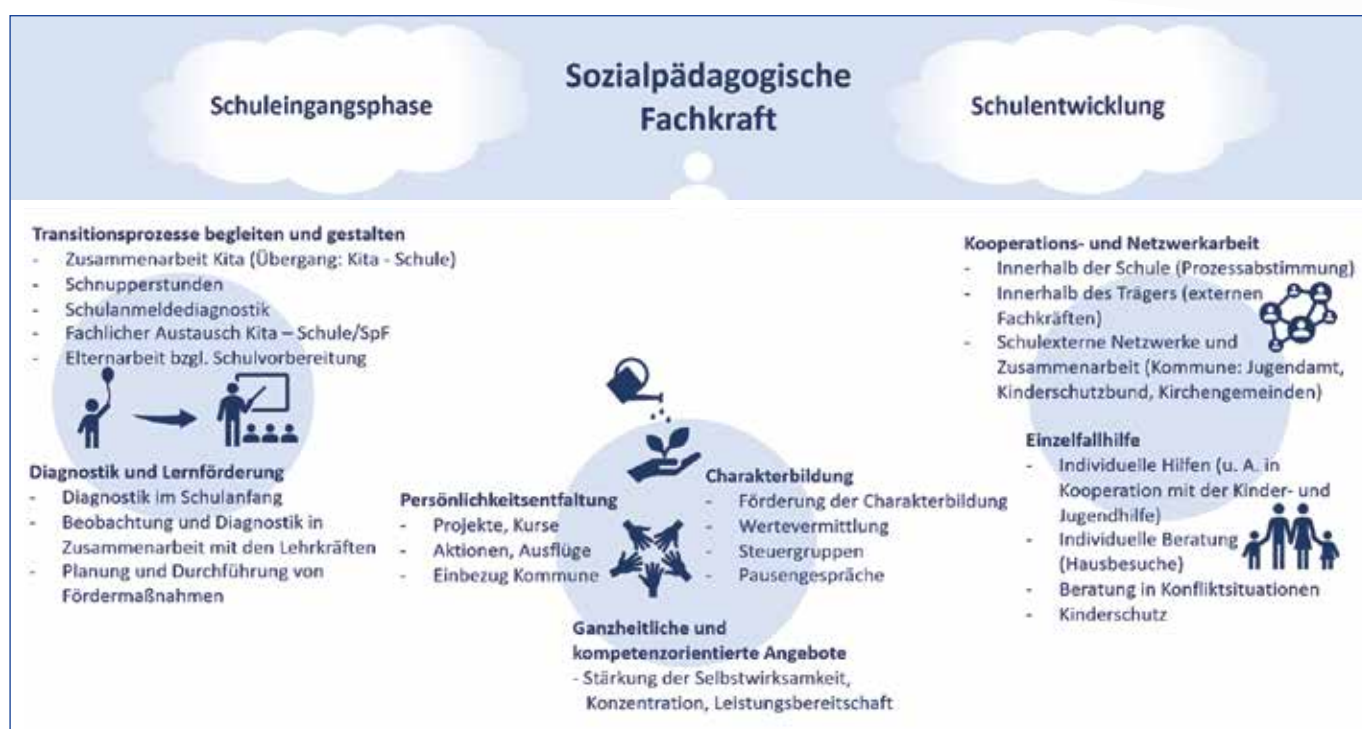 Schuleingangsphase
Sozialpädagogische
Fachkraft
Schulentwicklung
Transitionsprozesse begleiten und gestalten
- Zusammenarbeit Kita (Übergang: Kita - Schule)
- Schnupperstunden
- Schulanmeldediagnostik
- Fachlicher Austausch Kita – Schule/SpF
- Elternarbeit bzgl. Schulvorbereitung
Diagnostik und Lernförderung
- Diagnostik im Schulanfang
- Beobachtung und Diagnostik in
Zusammenarbeit mit den Lehrkräften
- Planung und Durchführung von
Fördermaßnahmen
Persönlichkeitsentfaltung
- Projekte, Kurse
- Aktionen, Ausflüge
- Einbezug Kommune
Charakterbildung
- Förderung der Charakterbildung
- Wertevermittlung
- Steuergruppen
- Pausengespräche
Ganzheitliche und
kompetenzorientierte Angebote
- Stärkung der Selbstwirksamkeit,
Konzentration, Leistungsbereitschaft
Kooperations- und Netzwerkarbeit
- Innerhalb der Schule (Prozessabstimmung)
- Innerhalb des Trägers (externen
Fachkräften)
- Schulexterne Netzwerke und
Zusammenarbeit (Kommune: Jugendamt,
Kinderschutzbund, Kirchengemeinden)
Einzelfallhilfe
- Individuelle Hilfen (u. A. in
Kooperation mit der Kinder- und
Jugendhilfe)
- Individuelle Beratung
(Hausbesuche)
- Beratung in Konfliktsituationen
- Kinderschutz